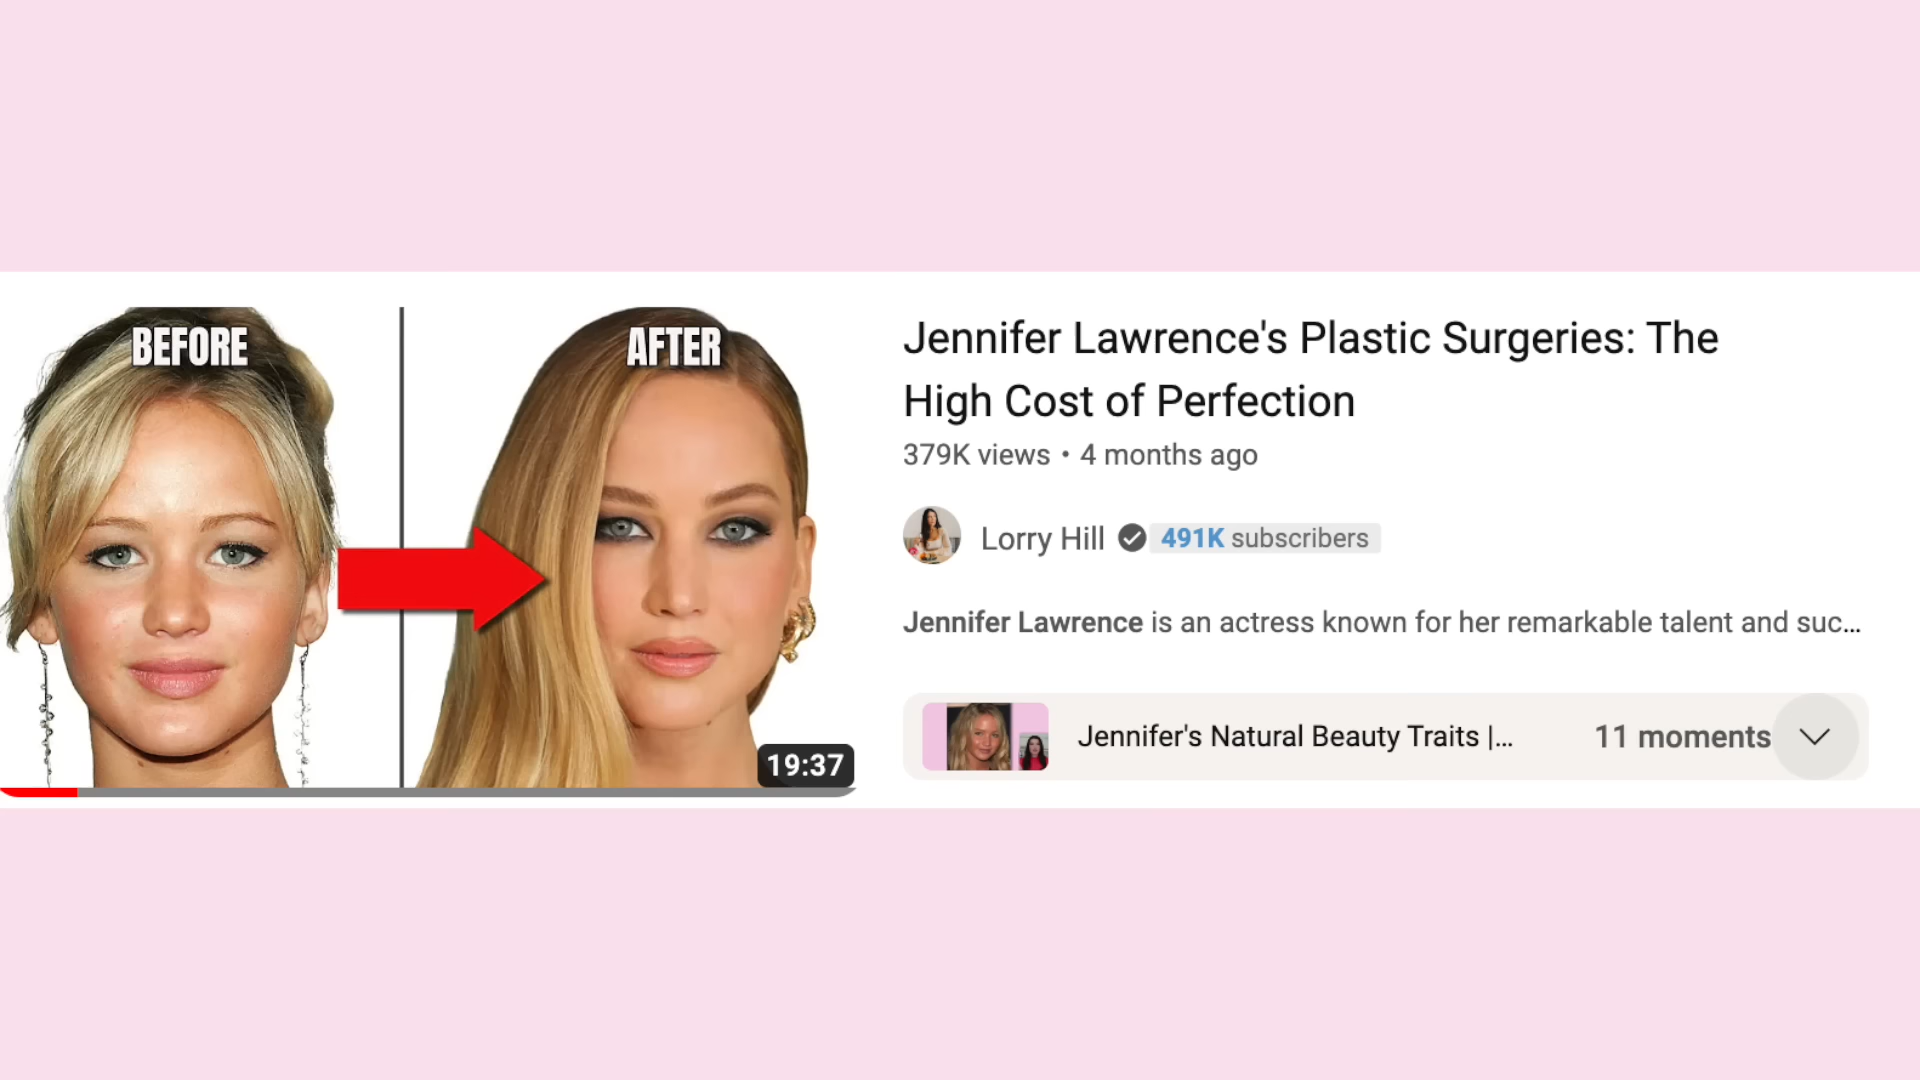 BEFORE
AFTER
19:37
Jennifer Lawrence's Plastic Surgeries: The
High Cost of Perfection
379K views • 4 months ago
Lorry Hill 491K subscribers
Jennifer Lawrence is an actress known for her remarkable talent and suc...
Jennifer's Natural Beauty Traits |... 11 moments